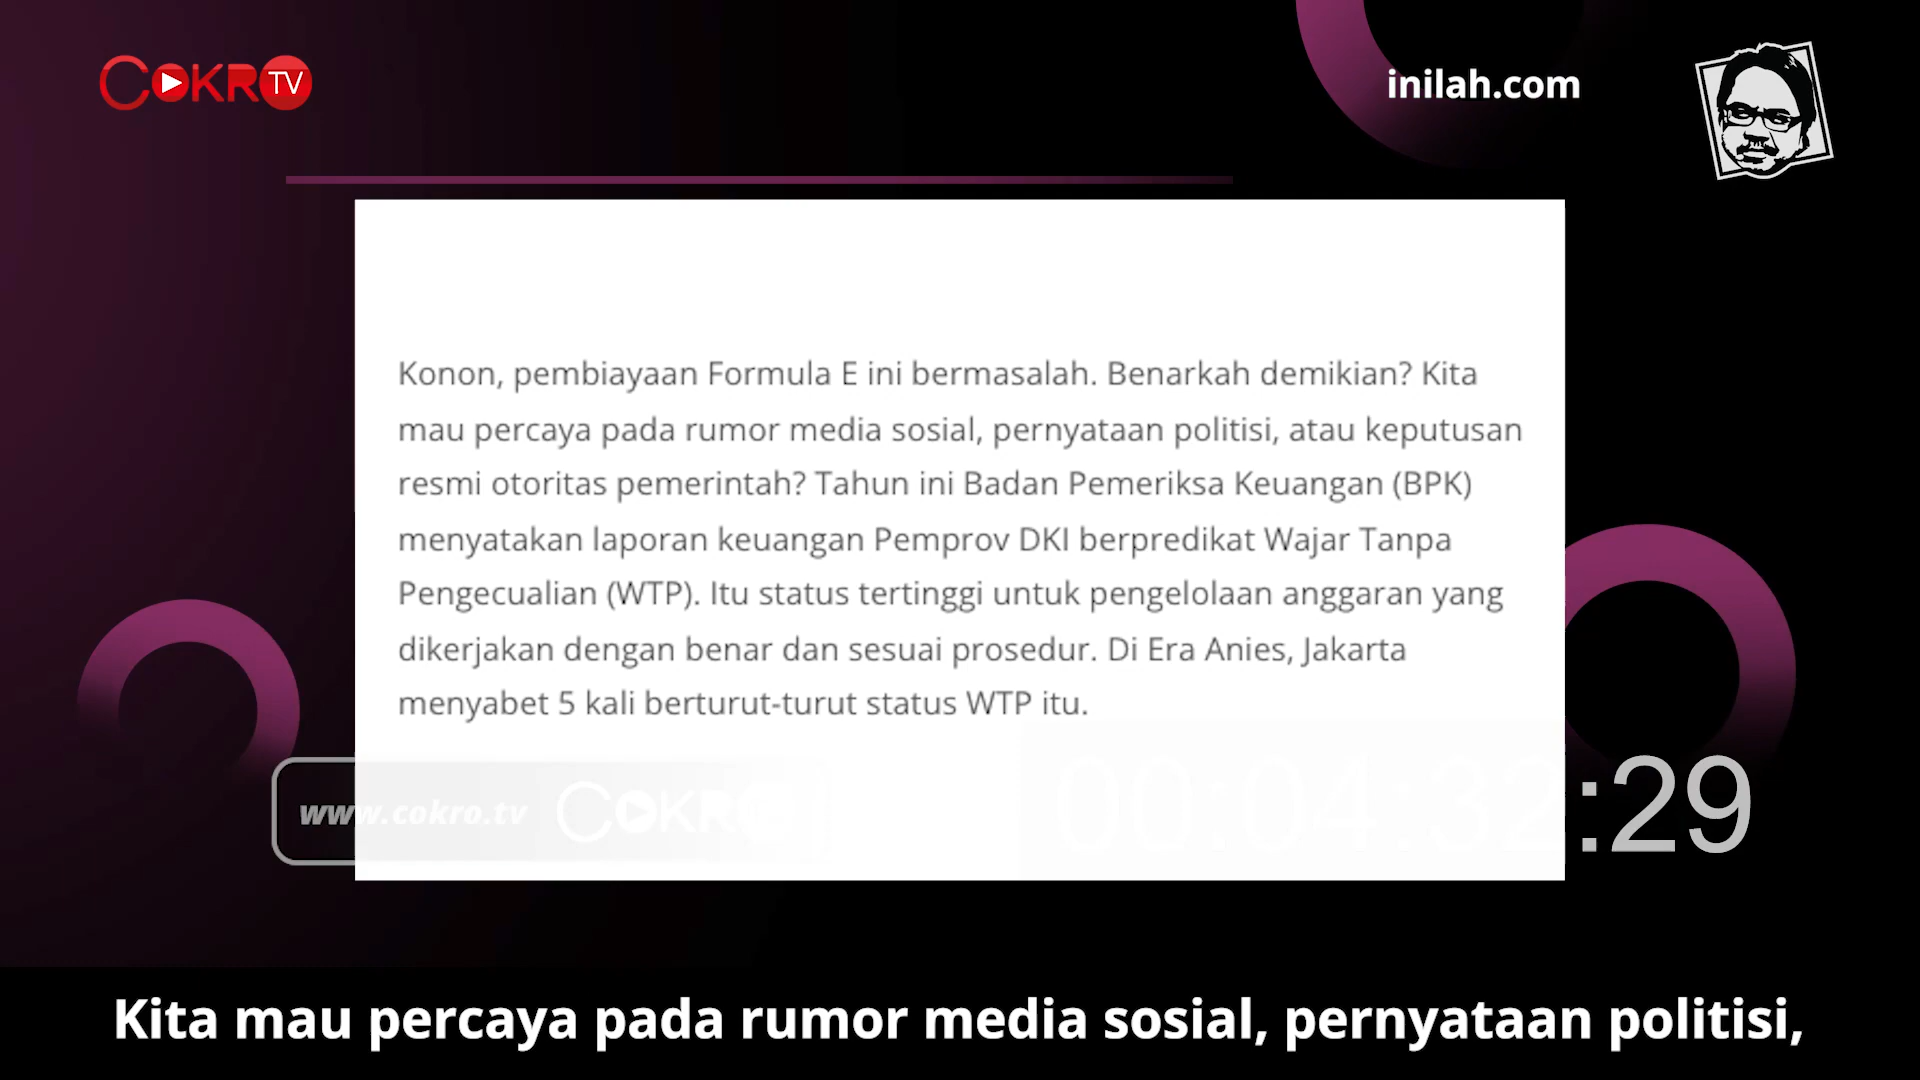 COKRO TV
inilah.com
Konon, pembiayaan Formula E ini bermasalah. Benarkah demikian? Kita
mau percaya pada rumor media sosial, pernyataan politisi, atau keputusan
resmi otoritas pemerintah? Tahun ini Badan Pemeriksa Keuangan (BPK)
menyatakan laporan keuangan Pemprov DKI berpredikat Wajar Tanpa
Pengecualian (WTP). Itu status tertinggi untuk pengelolaan anggaran yang
dikerjakan dengan benar dan sesuai prosedur. Di Era Anies, Jakarta
menyabet 5 kali berturut-turut status WTP itu.
www.cokro.tv COKRO 00:04:32:29
Kita mau percaya pada rumor media sosial, pernyataan politisi,